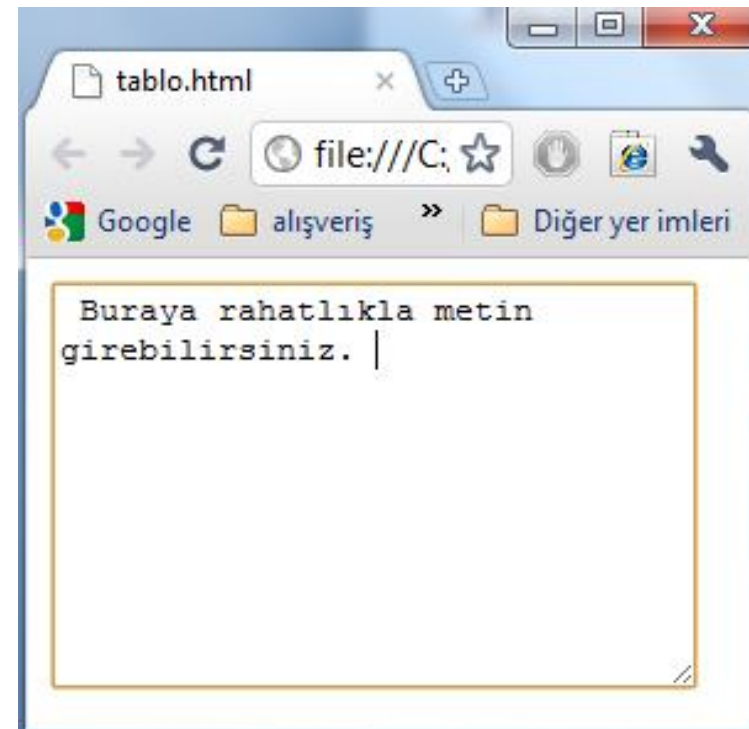 tablo.html
file:///C:
Google alışveriş » Diğer yer imleri
Buraya rahatlıkla metin
girebilirsiniz.